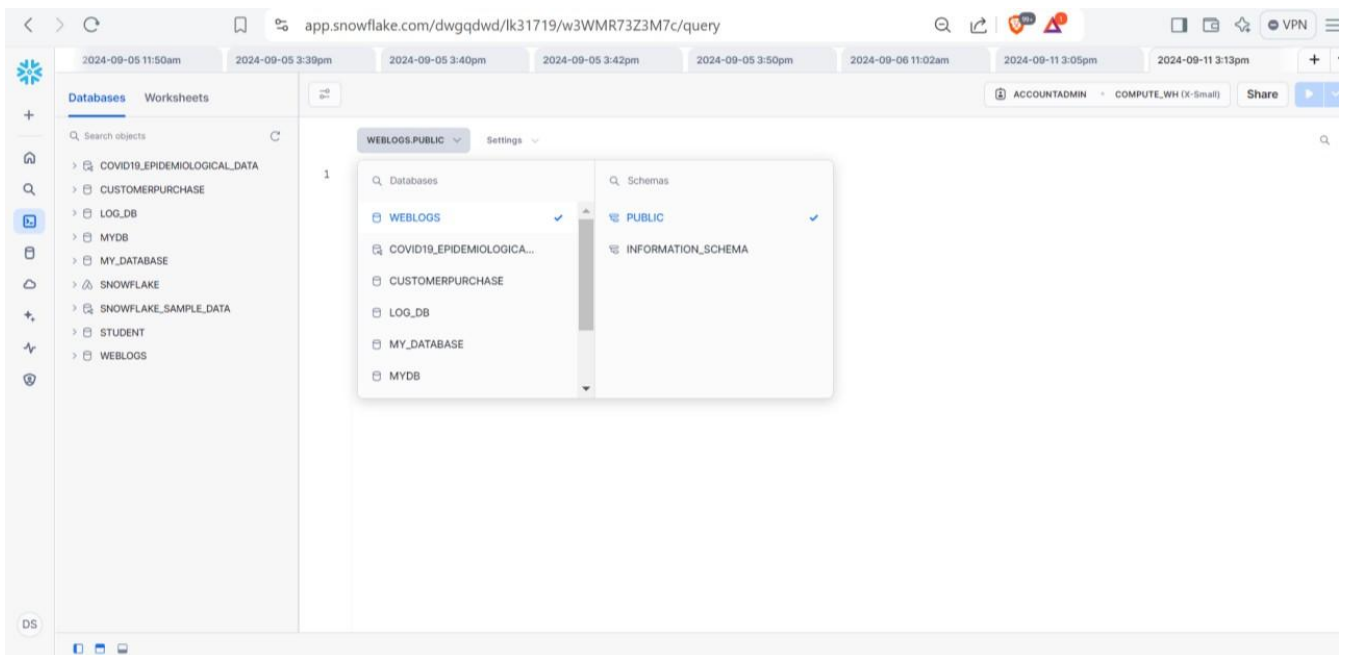 app.snowflake.com/dwgqdwd/lk31719/w3WMR73Z3M7c/query
VPN
2024-09-05 11:50am 2024-09-05 3:39pm 2024-09-05 3:40pm 2024-09-05 3:42pm 2024-09-05 3:50pm 2024-09-06 11:02am 2024-09-11 3:05pm 2024-09-11 3:13pm +
Databases Worksheets
ACCOUNTADMIN COMPUTE_WH (X-Small) Share
Search objects
WEBLOGS.PUBLIC Settings
COVID19_EPIDEMIOLOGICAL_DATA
CUSTOMERPURCHASE
LOG_DB
MYDB
MY_DATABASE
SNOWFLAKE
SNOWFLAKE_SAMPLE_DATA
STUDENT
WEBLOGS
1
Databases
WEBLOGS
COVID19_EPIDEMIOLOGICA...
CUSTOMERPURCHASE
LOG_DB
MY_DATABASE
MYDB
Schemas
PUBLIC
INFORMATION_SCHEMA
DS